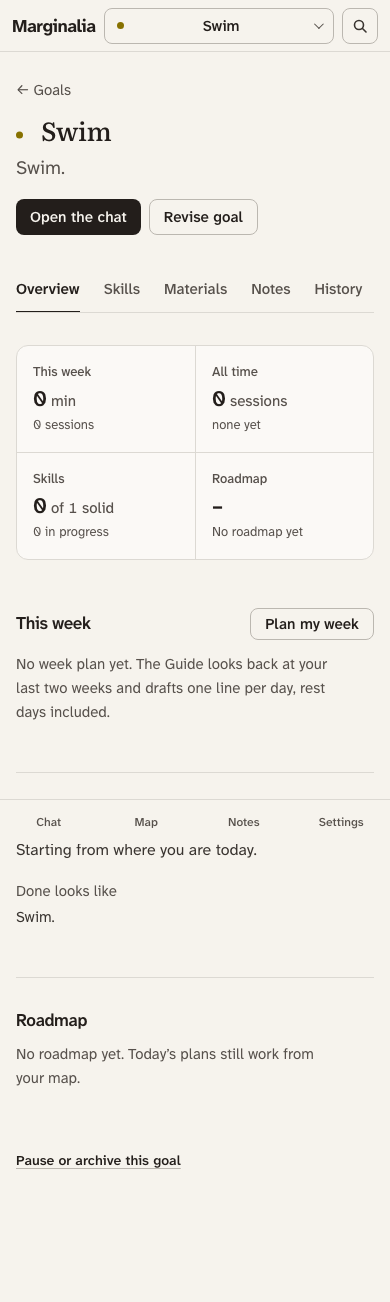 Marginalia
Swim
← Goals
Swim
Swim.
Open the chat
Revise goal
Overview Skills Materials Notes History
This week
0 min
0 sessions
All time
0 sessions
none yet
Skills
0 of 1 solid
0 in progress
Roadmap
–
No roadmap yet
This week
Plan my week
No week plan yet. The Guide looks back at your
last two weeks and drafts one line per day, rest
days included.
Chat Map Notes Settings
Starting from where you are today.
Done looks like
Swim.
Roadmap
No roadmap yet. Today’s plans still work from
your map.
Pause or archive this goal